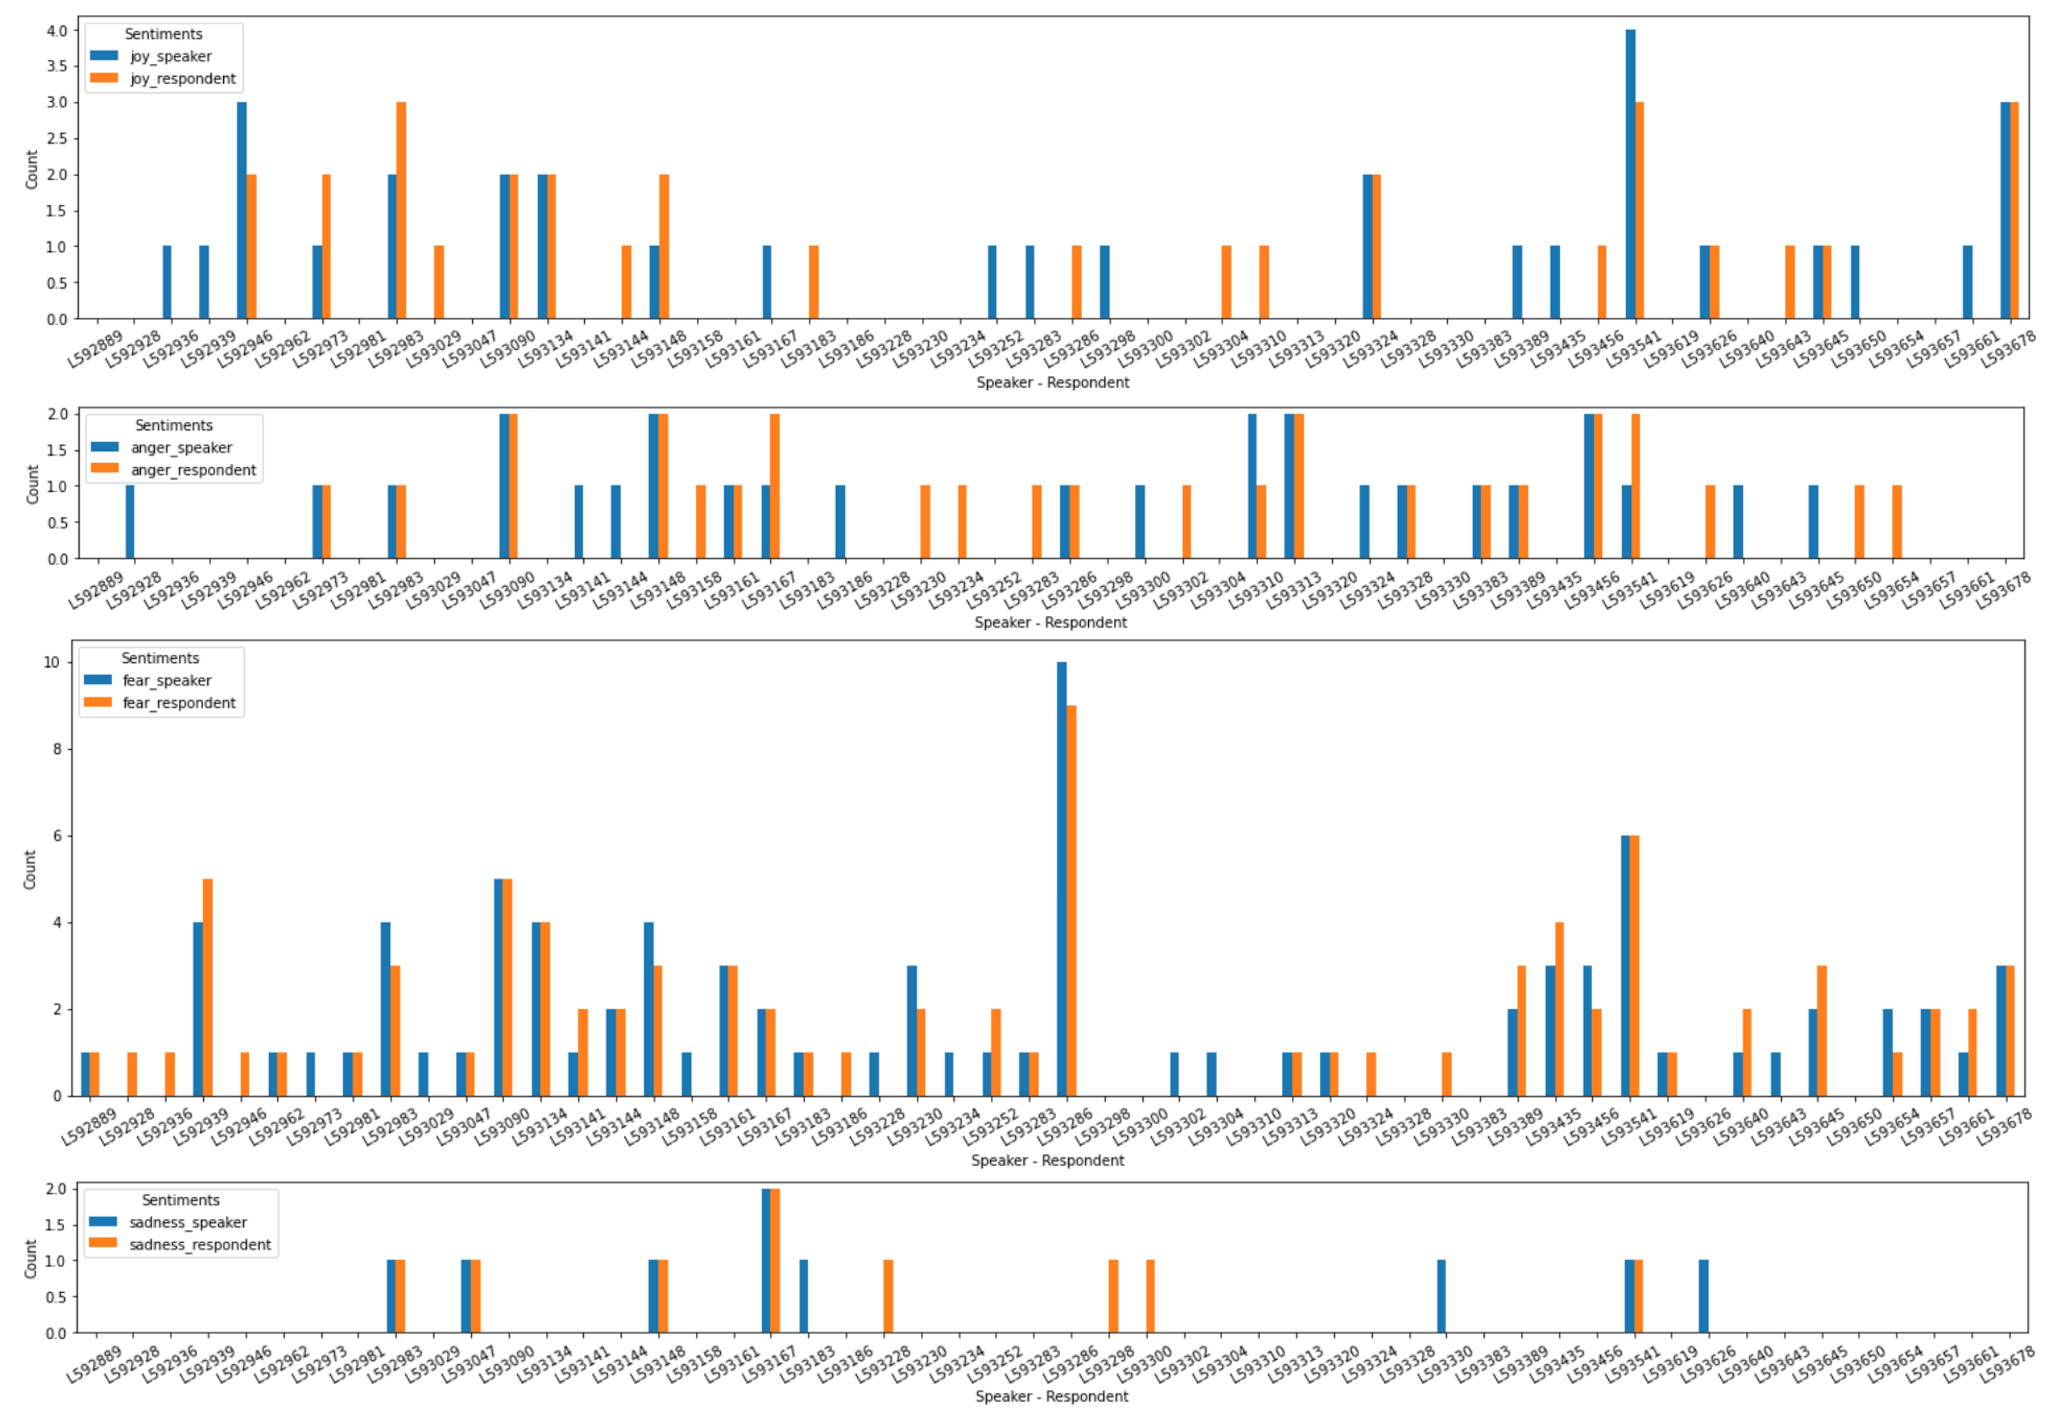 Sentiments
joy_speaker
joy_respondent
Count
4.0
3.5
3.0
2.5
2.0
1.5
1.0
0.5
0.0
L592889 L592928 L592936 L592939 L592946 L592962 L592973 L592981 L592983 L593029 L593047 L593090 L593134 L593141 L593144 L593148 L593158 L593161 L593167 L593183 L593186 L593228 L593230 L593234 L593252 L593283 L593286 L593298 L593300 L593302 L593304 L593310 L593313 L593320 L593324 L593328 L593330 L593383 L593389 L593435 L593456 L593541 L593619 L593626 L593640 L593643 L593645 L593650 L593654 L593657 L593661 L593678
Speaker - Respondent
Sentiments
anger_speaker
anger_respondent
Count
2.0
1.5
1.0
0.5
0.0
L592889 L592928 L592936 L592939 L592946 L592962 L592973 L592981 L592983 L593029 L593047 L593090 L593134 L593141 L593144 L593148 L593158 L593161 L593167 L593183 L593186 L593228 L593230 L593234 L593252 L593283 L593286 L593298 L593300 L593302 L593304 L593310 L593313 L593320 L593324 L593328 L593330 L593383 L593389 L593435 L593456 L593541 L593619 L593626 L593640 L593643 L593645 L593650 L593654 L593657 L593661 L593678
Speaker - Respondent
Sentiments
fear_speaker
fear_respondent
Count
10
8
6
4
2
0
L592889 L592928 L592936 L592939 L592946 L592962 L592973 L592981 L592983 L593029 L593047 L593090 L593134 L593141 L593144 L593148 L593158 L593161 L593167 L593183 L593186 L593228 L593230 L593234 L593252 L593283 L593286 L593298 L593300 L593302 L593304 L593310 L593313 L593320 L593324 L593328 L593330 L593383 L593389 L593435 L593456 L593541 L593619 L593626 L593640 L593643 L593645 L593650 L593654 L593657 L593661 L593678
Speaker - Respondent
Sentiments
sadness_speaker
sadness_respondent
Count
2.0
1.5
1.0
0.5
0.0
L592889 L592928 L592936 L592939 L592946 L592962 L592973 L592981 L592983 L593029 L593047 L593090 L593134 L593141 L593144 L593148 L593158 L593161 L593167 L593183 L593186 L593228 L593230 L593234 L593252 L593283 L593286 L593298 L593300 L593302 L593304 L593310 L593313 L593320 L593324 L593328 L593330 L593383 L593389 L593435 L593456 L593541 L593619 L593626 L593640 L593643 L593645 L593650 L593654 L593657 L593661 L593678
Speaker - Respondent